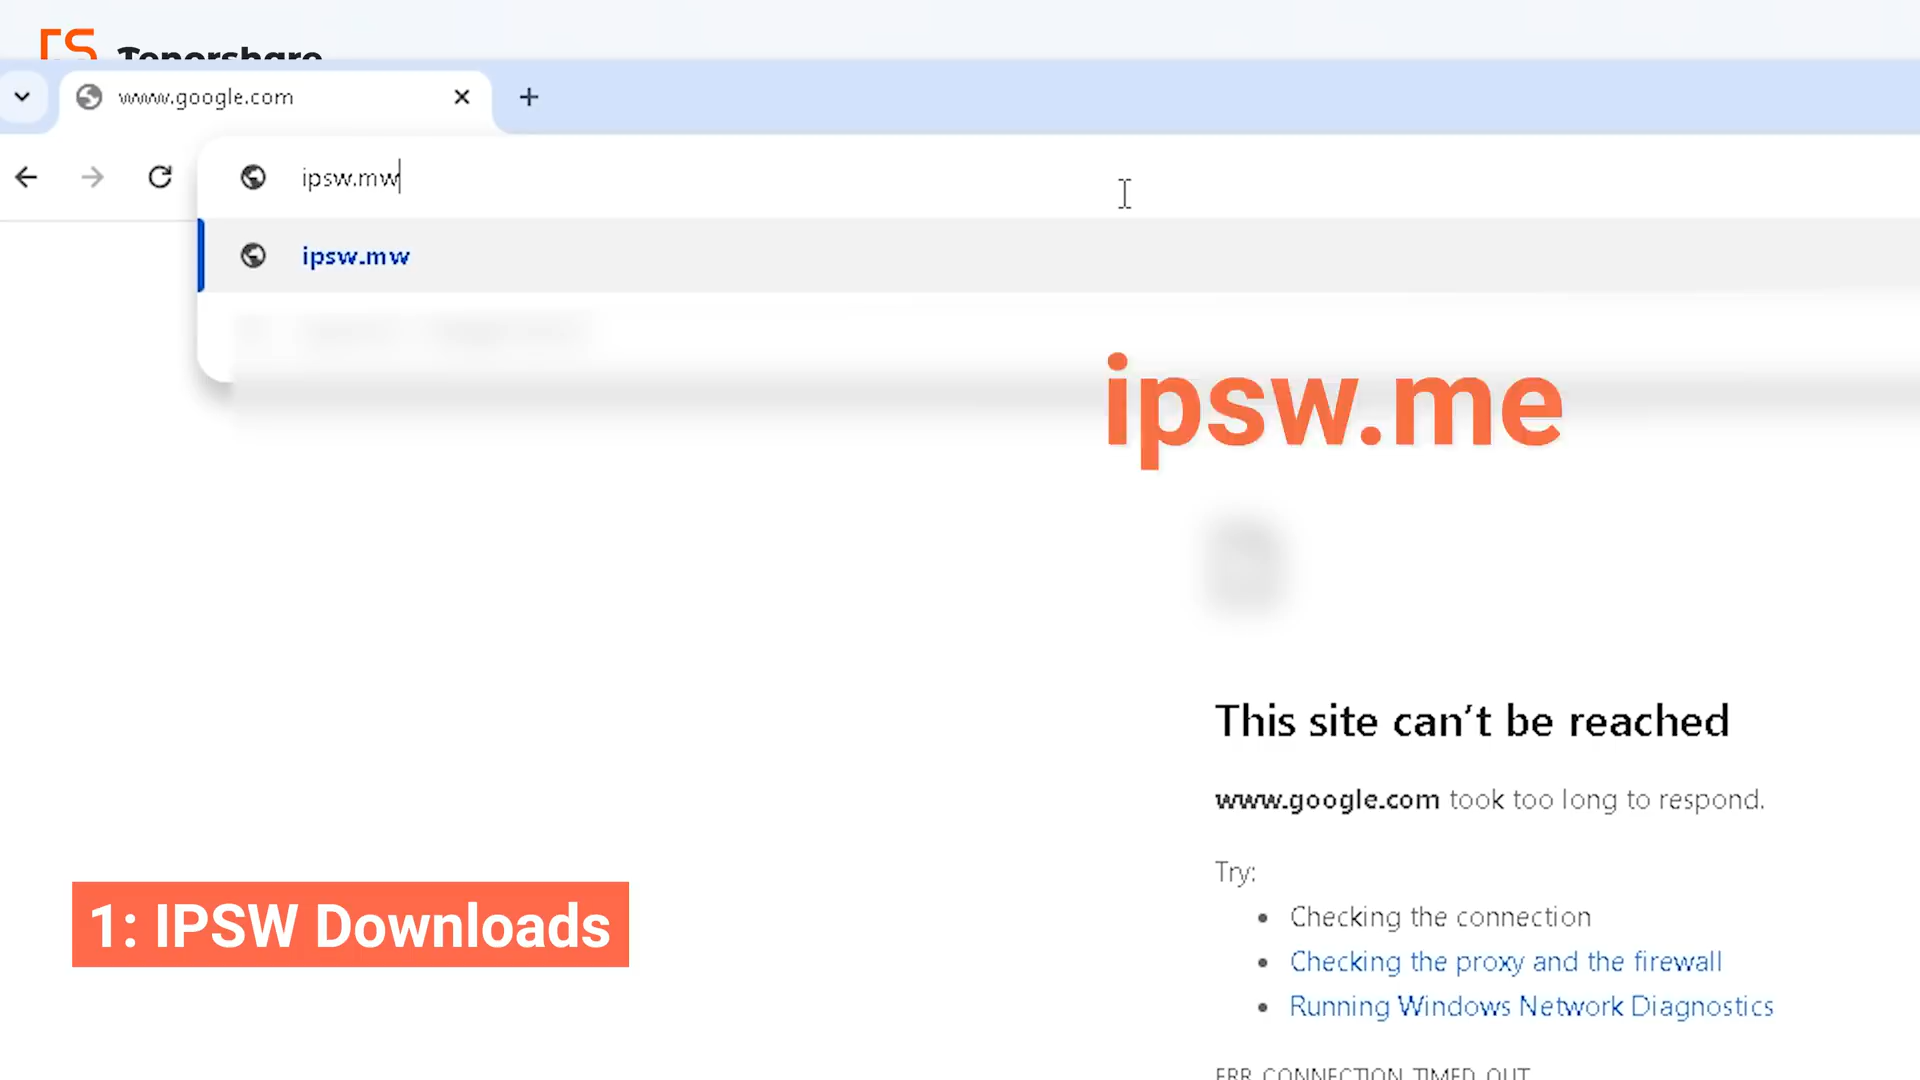 Tenorshare
www.google.com
ipsw.mw
ipsw.mw
ipsw.me
This site can't be reached
www.google.com took too long to respond.
Try:
Checking the connection
Checking the proxy and the firewall
Running Windows Network Diagnostics
ERR_CONNECTION_TIMED_OUT
1: IPSW Downloads